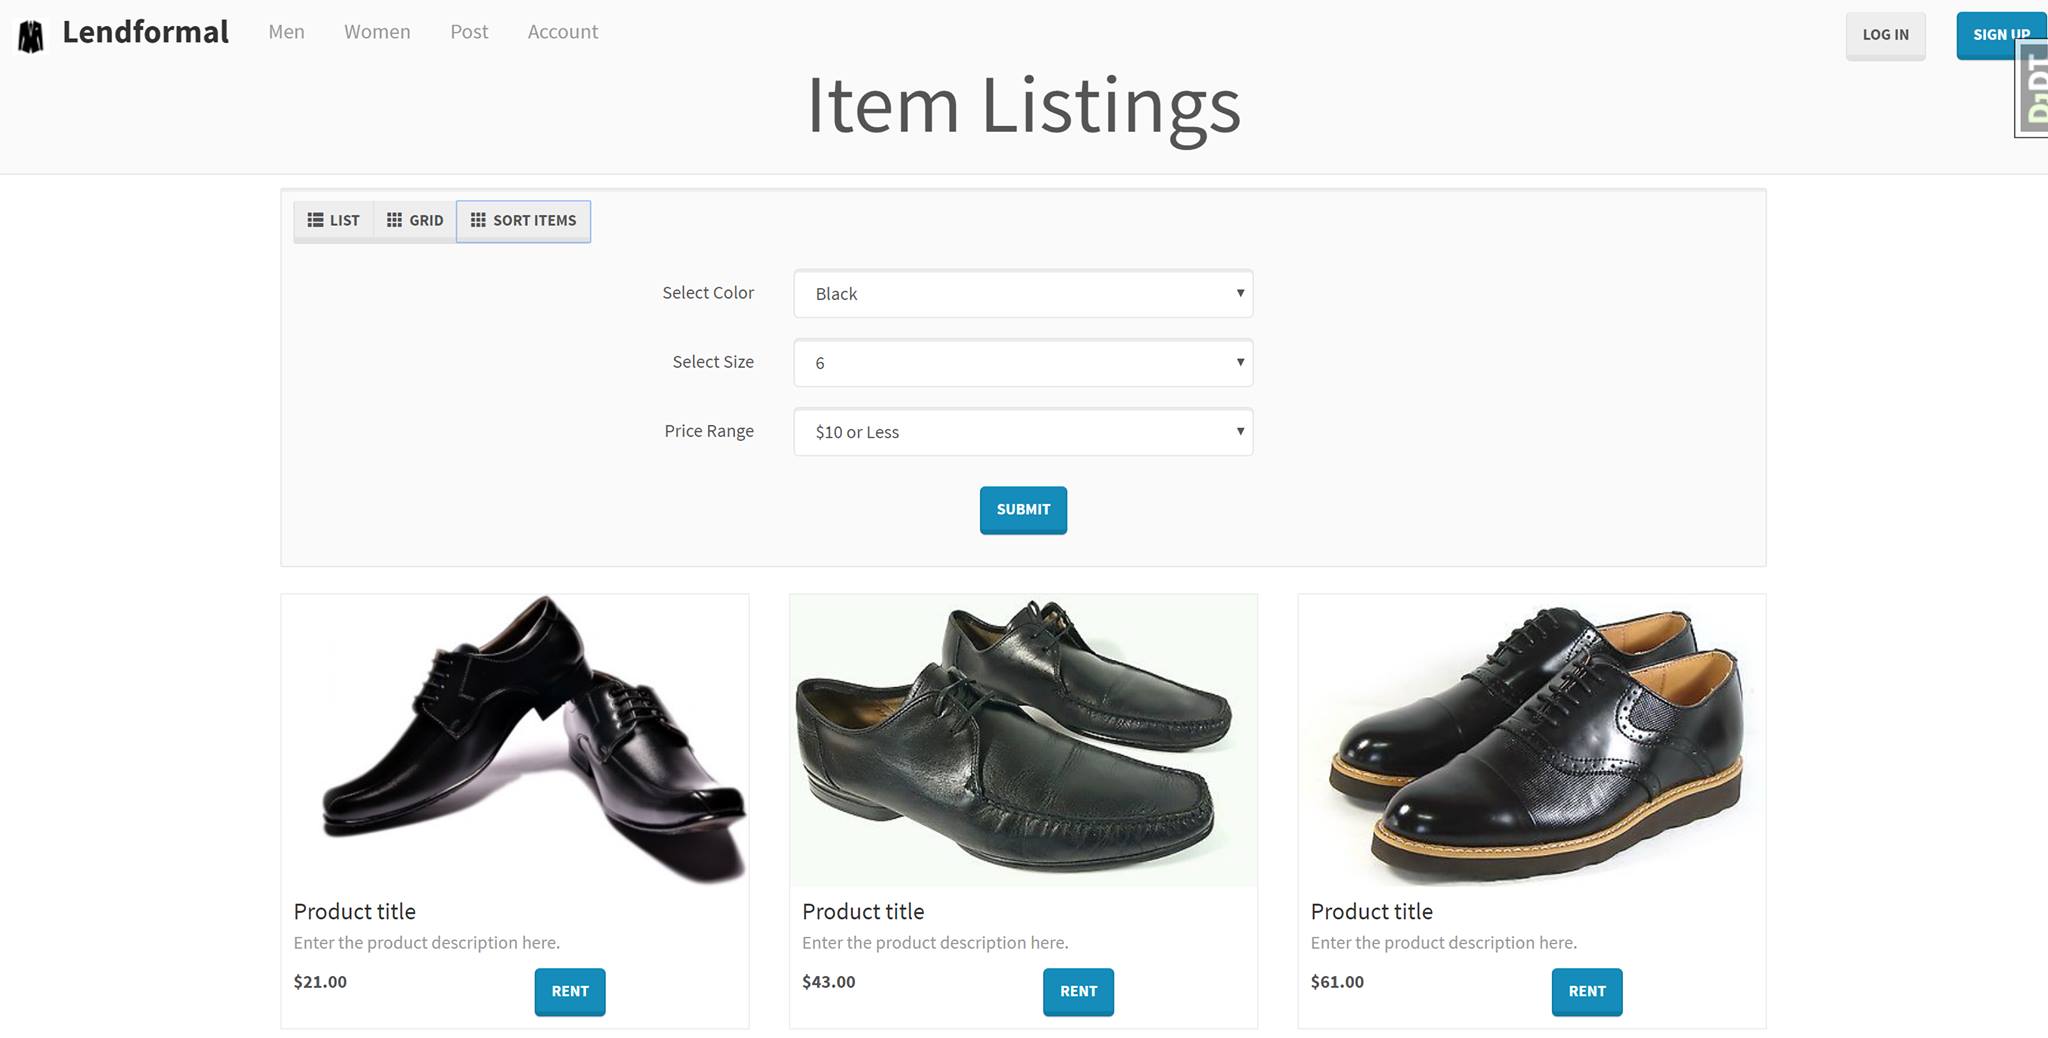 Lendformal Men Women Post Account LOG IN SIGN UP
DJDT
Item Listings
LIST GRID SORT ITEMS
Select Color Black
Select Size 6
Price Range $10 or Less
SUBMIT
Product title
Enter the product description here.
$21.00 RENT
Product title
Enter the product description here.
$43.00 RENT
Product title
Enter the product description here.
$61.00 RENT